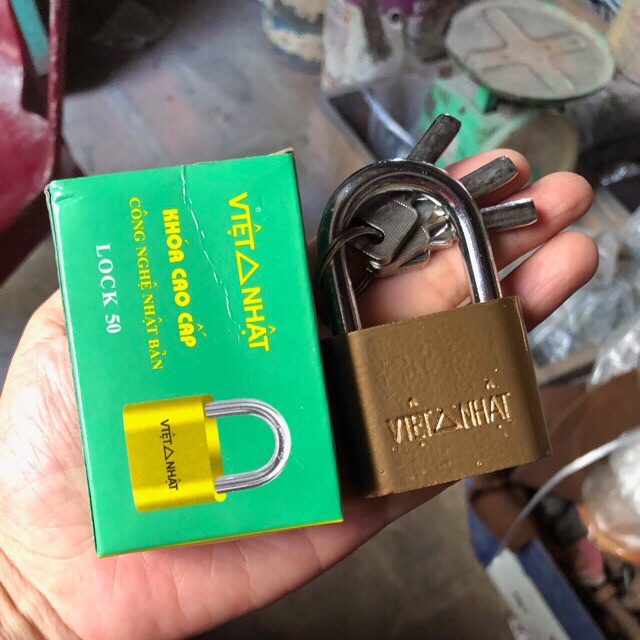 VIỆT△NHẬT
KHÓA CAO CẤP
CÔNG NGHỆ NHẬT BẢN
LOCK 50
VIỆT△NHẬT
VIỆT△NHẬT